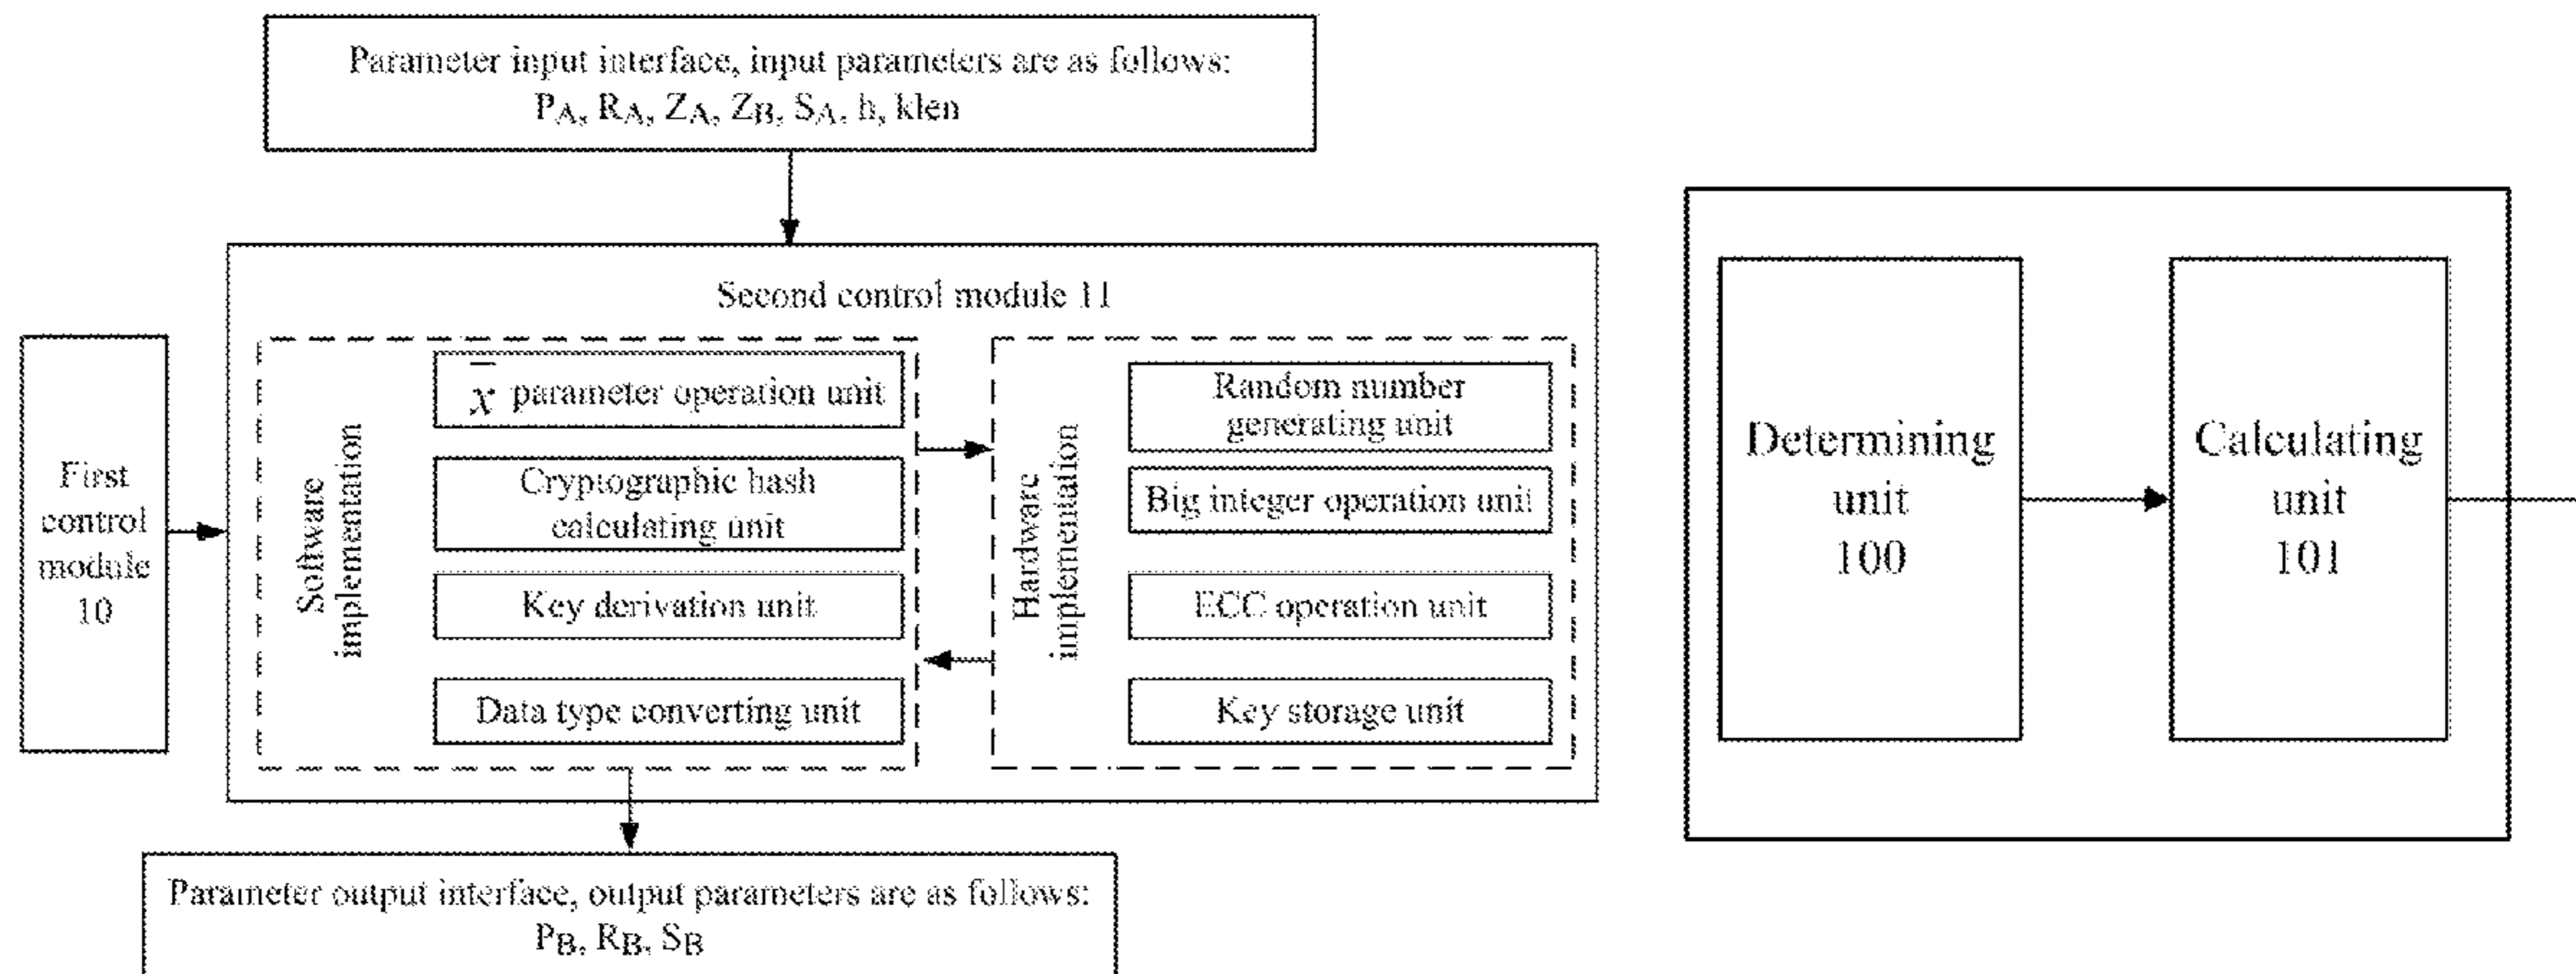 Parameter input interface, input parameters are as follows:
PA, RA, ZA, ZB, SA, h, klen
Second control module 11
First
control
module
10
Software
implementation
x̄ parameter operation unit
Cryptographic hash
calculating unit
Key derivation unit
Data type converting unit
Hardware
implementation
Random number
generating unit
Big integer operation unit
ECC operation unit
Key storage unit
Parameter output interface, output parameters are as follows:
PB, RB, SB
Determining
unit
100
Calculating
unit
101